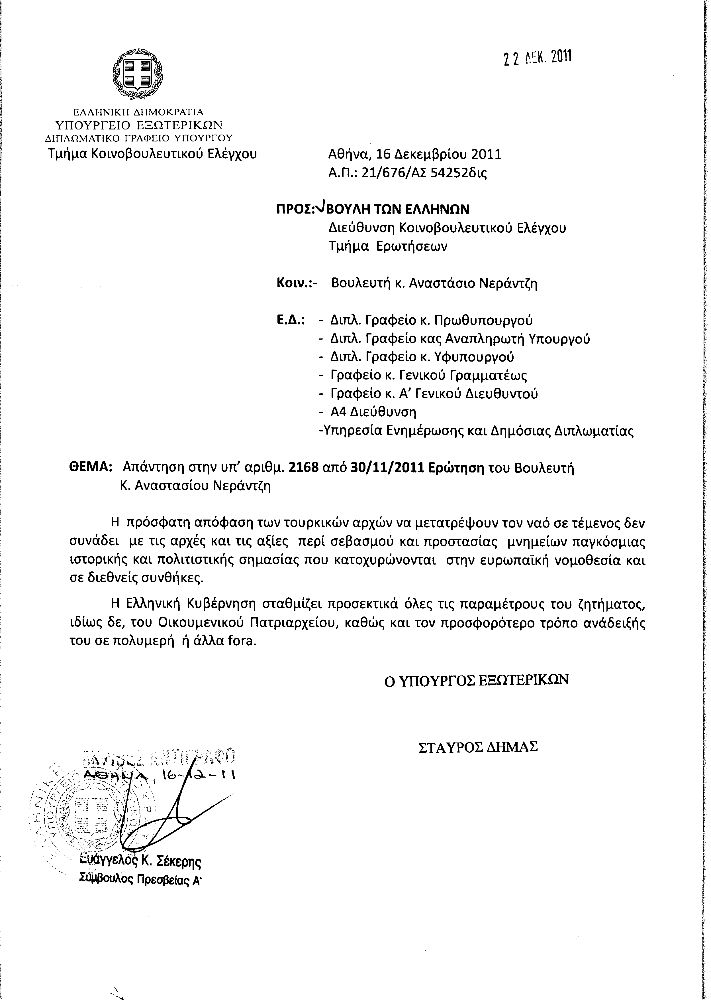 22 ΔΕΚ. 2011
ΕΛΛΗΝΙΚΗ ΔΗΜΟΚΡΑΤΙΑ
ΥΠΟΥΡΓΕΙΟ ΕΞΩΤΕΡΙΚΩΝ
ΔΙΠΛΩΜΑΤΙΚΟ ΓΡΑΦΕΙΟ ΥΠΟΥΡΓΟΥ
Τμήμα Κοινοβουλευτικού Ελέγχου
Αθήνα, 16 Δεκεμβρίου 2011
Α.Π.: 21/676/ΑΣ 54252δις
ΠΡΟΣ:√ΒΟΥΛΗ ΤΩΝ ΕΛΛΗΝΩΝ
Διεύθυνση Κοινοβουλευτικού Ελέγχου
Τμήμα Ερωτήσεων
Κοιν.:- Βουλευτή κ. Αναστάσιο Νεράντζη
Ε.Δ.: - Διπλ. Γραφείο κ. Πρωθυπουργού
- Διπλ. Γραφείο κας Αναπληρωτή Υπουργού
- Διπλ. Γραφείο κ. Υφυπουργού
- Γραφείο κ. Γενικού Γραμματέως
- Γραφείο κ. Α’ Γενικού Διευθυντού
- Α4 Διεύθυνση
-Υπηρεσία Ενημέρωσης και Δημόσιας Διπλωματίας
ΘΕΜΑ: Απάντηση στην υπ’ αριθμ. 2168 από 30/11/2011 Ερώτηση του Βουλευτή
Κ. Αναστασίου Νεράντζη
Η πρόσφατη απόφαση των τουρκικών αρχών να μετατρέψουν τον ναό σε τέμενος δεν
συνάδει με τις αρχές και τις αξίες περί σεβασμού και προστασίας μνημείων παγκόσμιας
ιστορικής και πολιτιστικής σημασίας που κατοχυρώνονται στην ευρωπαϊκή νομοθεσία και
σε διεθνείς συνθήκες.
Η Ελληνική Κυβέρνηση σταθμίζει προσεκτικά όλες τις παραμέτρους του ζητήματος,
ιδίως δε, του Οικουμενικού Πατριαρχείου, καθώς και τον προσφορότερο τρόπο ανάδειξής
του σε πολυμερή ή άλλα fora.
Ο ΥΠΟΥΡΓΟΣ ΕΞΩΤΕΡΙΚΩΝ
ΣΤΑΥΡΟΣ ΔΗΜΑΣ
ΑΝΤΙΓΡΑΦΟ
ΑΘΗΝΑ, 16-12-11
Ευάγγελος Κ. Σέκερης
Σύμβουλος Πρεσβείας Α'